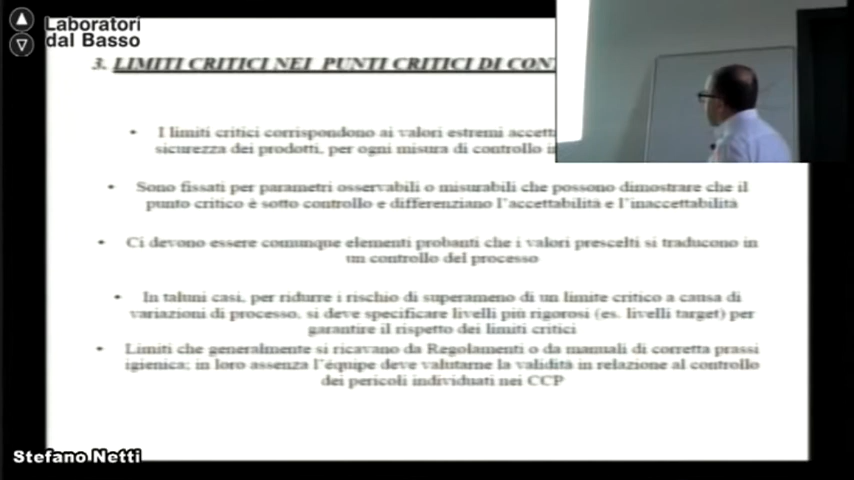 Laboratori
dal Basso
3. LIMITI CRITICI NEI PUNTI CRITICI DI CON
• I limiti critici corrispondono ai valori estremi accett
sicurezza dei prodotti, per ogni misura di controllo
• Sono fissati per parametri osservabili o misurabili che possono dimostrare che il
punto critico è sotto controllo e differenziano l'accettabilità e l'inaccettabilità
• Ci devono essere comunque elementi probanti che i valori prescelti si traducono in
un controllo del processo
• In taluni casi, per ridurre i rischio di superameno di un limite critico a causa di
variazioni di processo, si deve specificare livelli più rigorosi (es. livelli target) per
garantire il rispetto dei limiti critici
• Limiti che generalmente si ricavano da Regolamenti o da manuali di corretta prassi
igienica; in loro assenza l'équipe deve valutarne la validità in relazione al controllo
dei pericoli individuati nei CCP
Stefano Netti